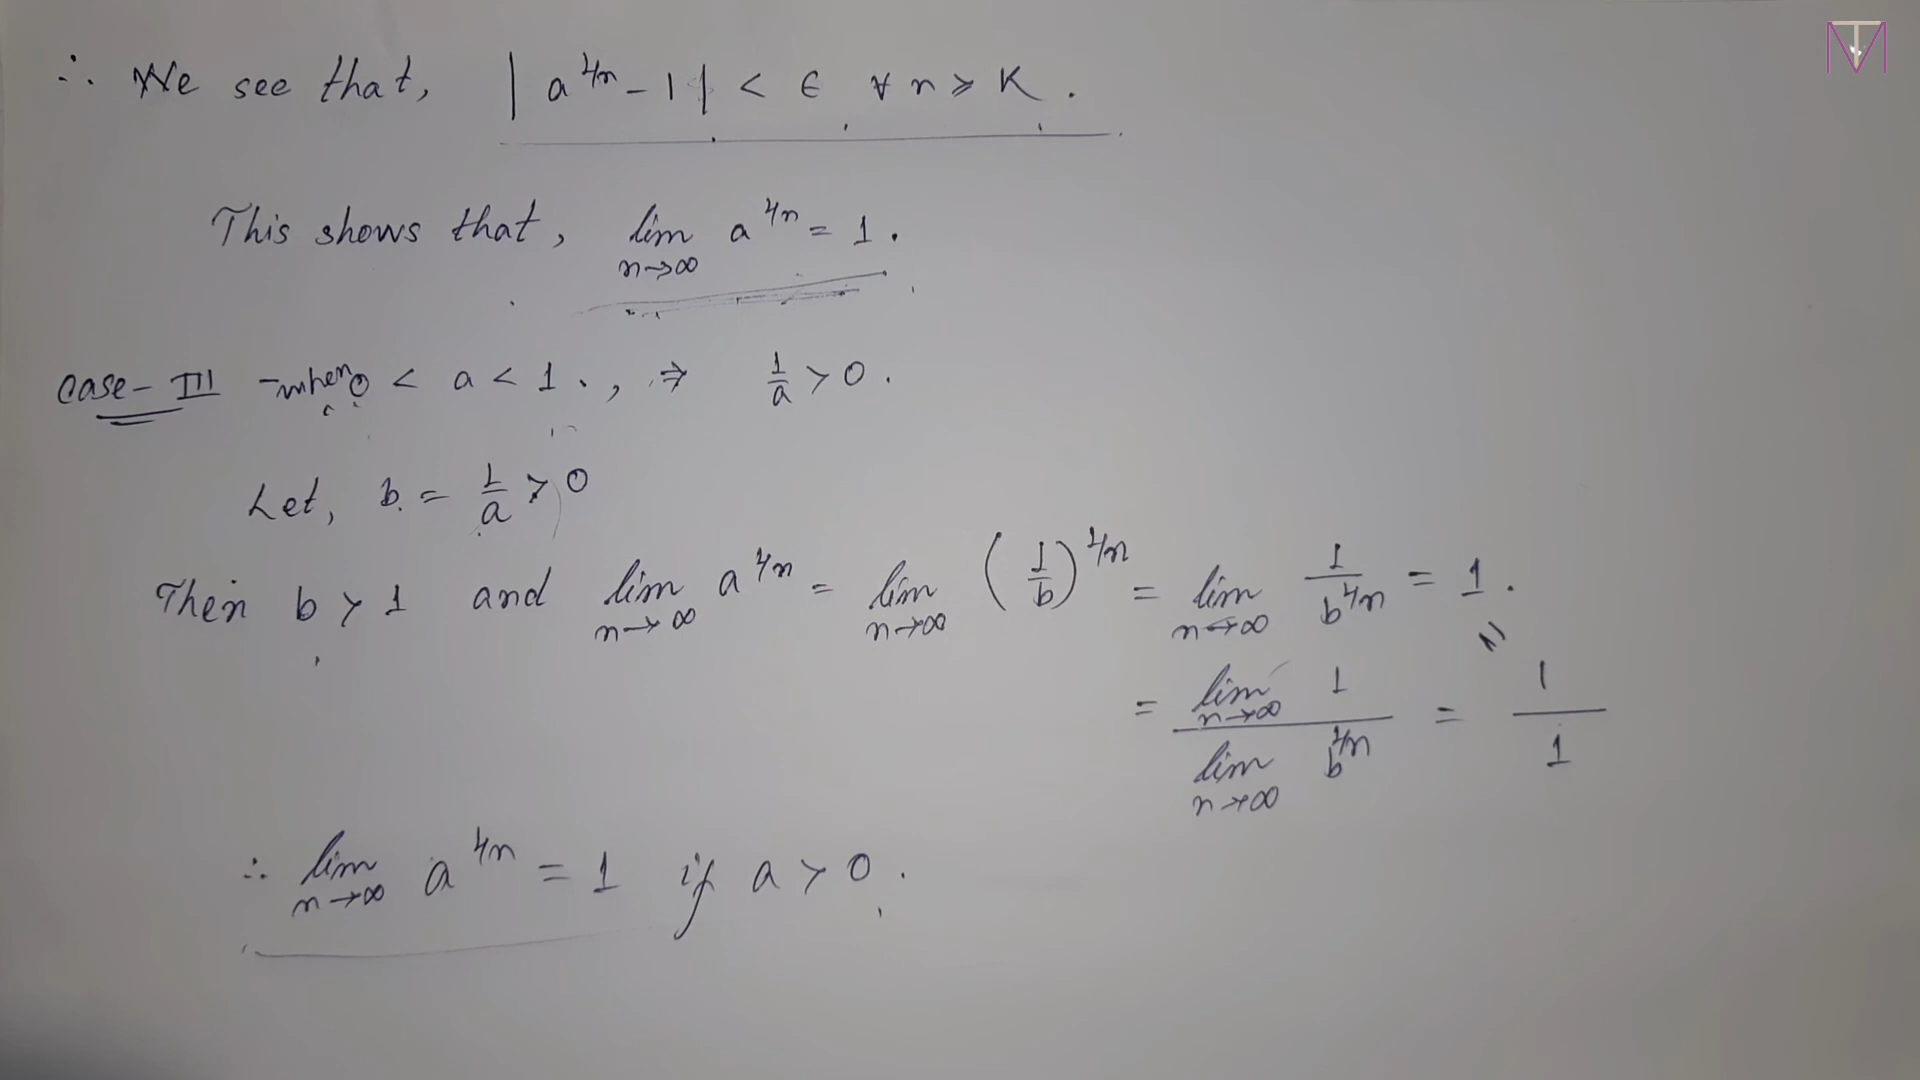 ∴ We see that, |a^{1/n} - 1| < ε ∀ n ≥ K.
This shows that, lim_{n→∞} a^{1/n} = 1.
Case-III -when 0 < a < 1., ⇒ 1/a > 0.
Let, b = 1/a > 0
Then b > 1 and lim_{n→∞} a^{1/n} = lim_{n→∞} (1/b)^{1/n} = lim_{n→∞} 1/b^{1/n} = 1.
= lim_{n→∞} 1 / lim_{n→∞} b^{1/n} = 1/1
∴ lim_{n→∞} a^{1/n} = 1 if a > 0.